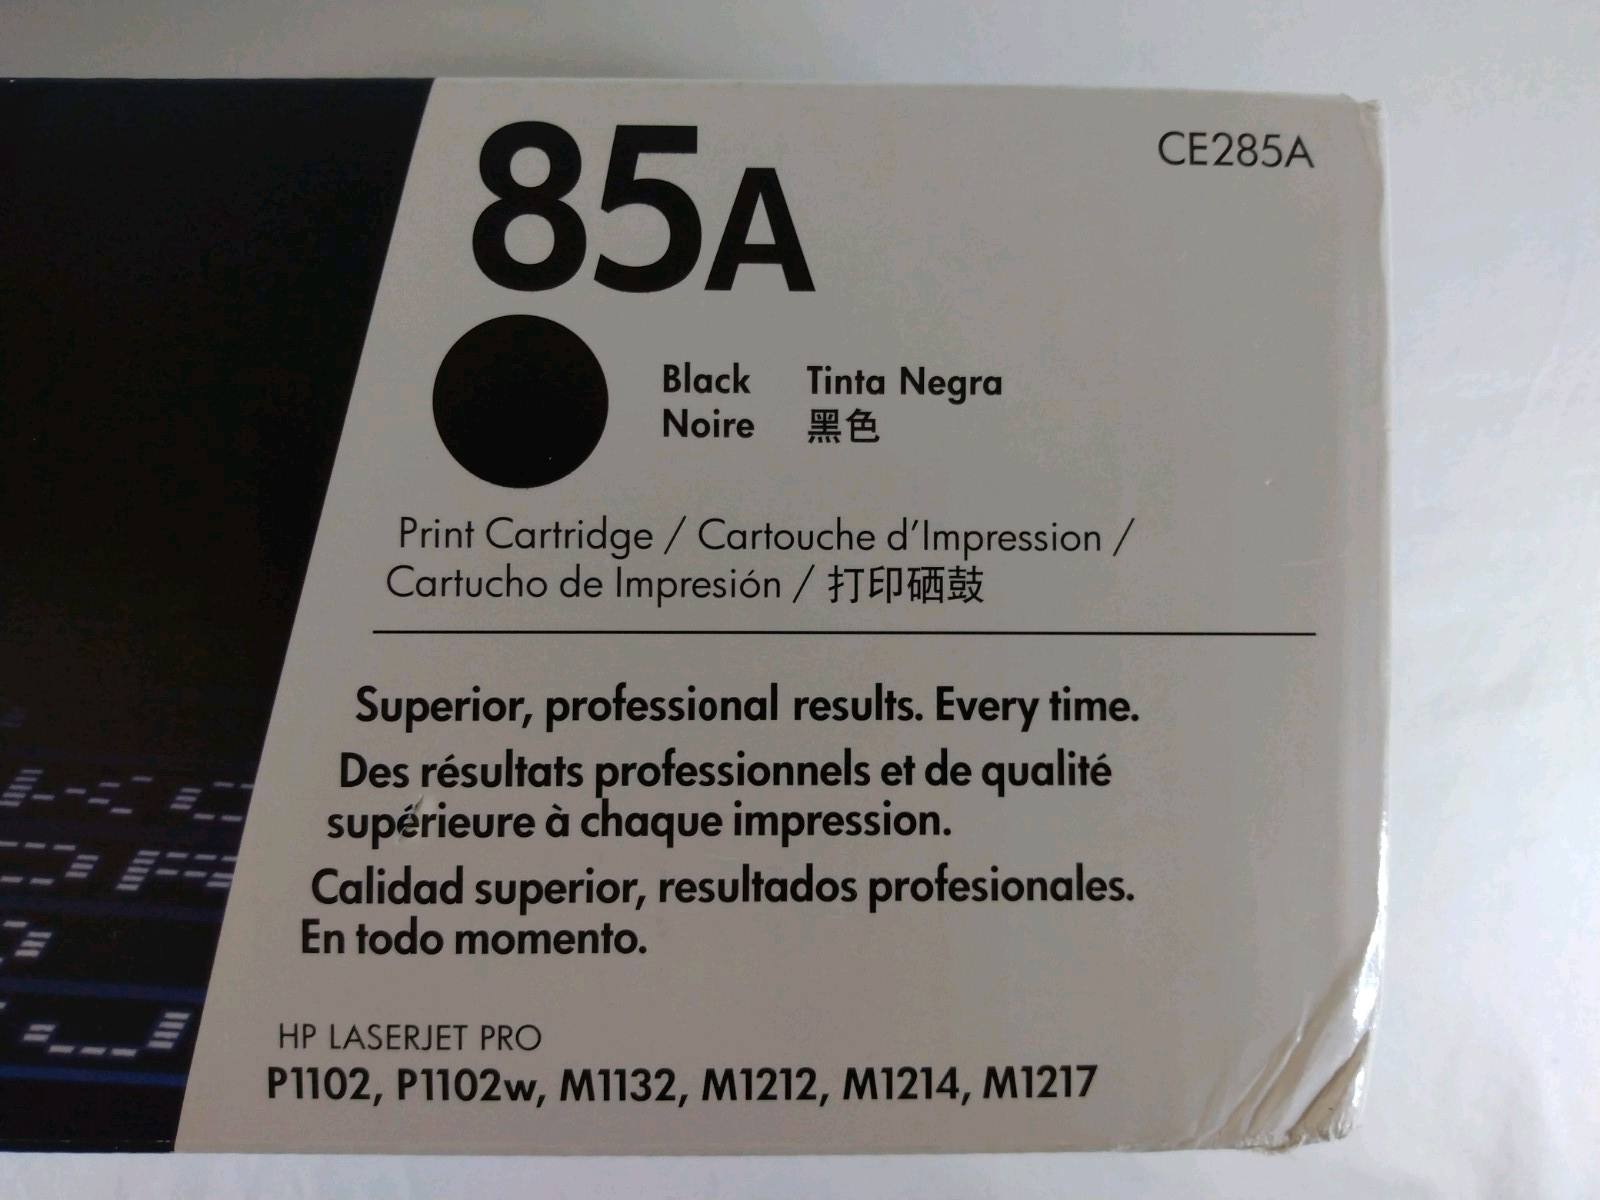 85A
CE285A
Black Tinta Negra
Noire 黑色
Print Cartridge / Cartouche d'Impression /
Cartucho de Impresión / 打印硒鼓
Superior, professional results. Every time.
Des résultats professionnels et de qualité
supérieure à chaque impression.
Calidad superior, resultados profesionales.
En todo momento.
HP LASERJET PRO
P1102, P1102w, M1132, M1212, M1214, M1217